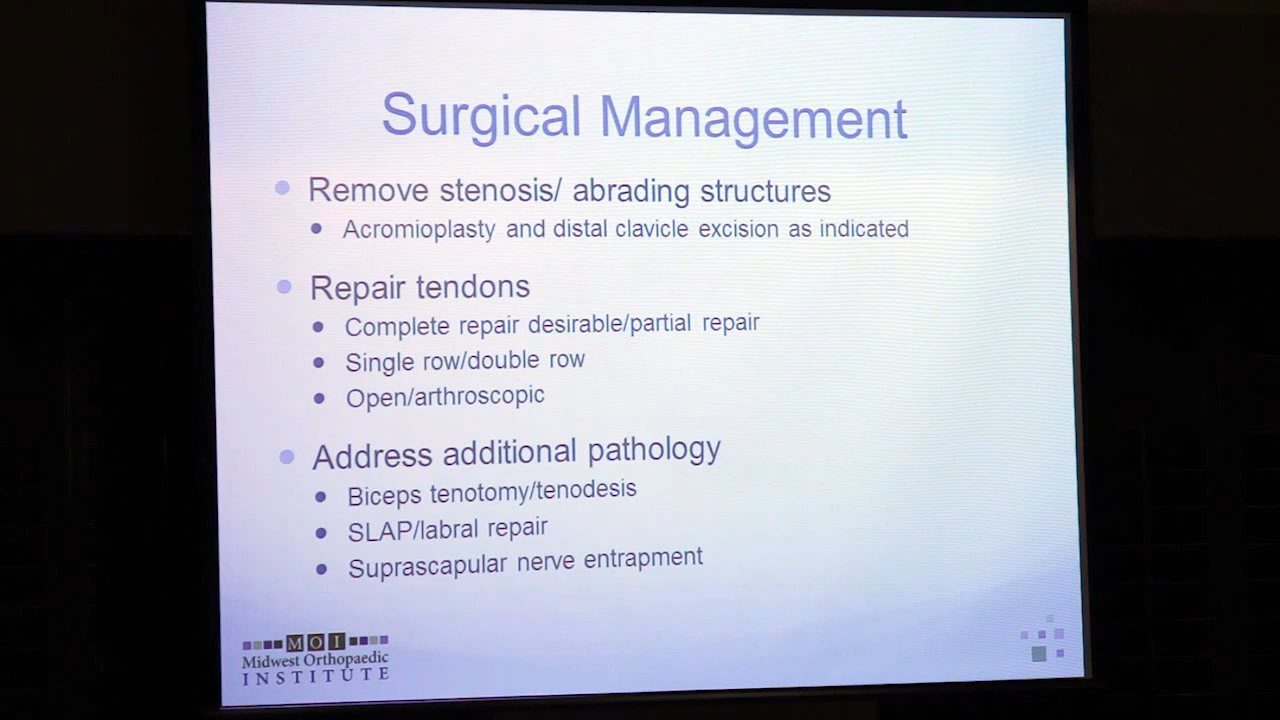 Surgical Management
Remove stenosis/ abrading structures
Acromioplasty and distal clavicle excision as indicated
Repair tendons
Complete repair desirable/partial repair
Single row/double row
Open/arthroscopic
Address additional pathology
Biceps tenotomy/tenodesis
SLAP/labral repair
Suprascapular nerve entrapment
MOI
Midwest Orthopaedic
INSTITUTE